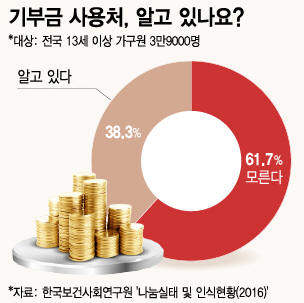 기부금 사용처, 알고 있나요?
*대상: 전국 13세 이상 가구원 3만9000명
알고 있다
38.3%
61.7%
모른다
*자료: 한국보건사회연구원 '나눔실태 및 인식현황(2016)'